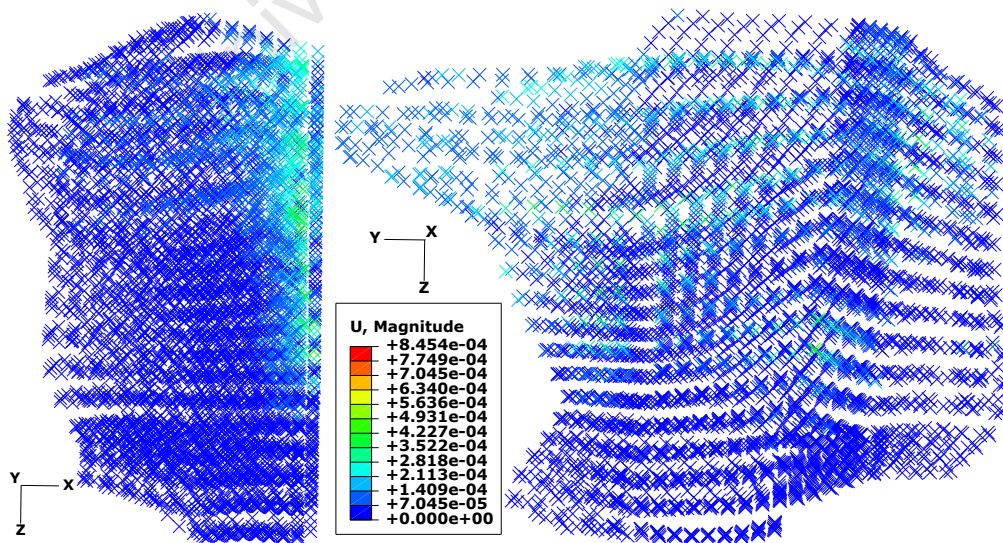 Y
X
Z
U, Magnitude
+8.454e-04
+7.749e-04
+7.045e-04
+6.340e-04
+5.636e-04
+4.931e-04
+4.227e-04
+3.522e-04
+2.818e-04
+2.113e-04
+1.409e-04
+7.045e-05
+0.000e+00
Y
X
Z